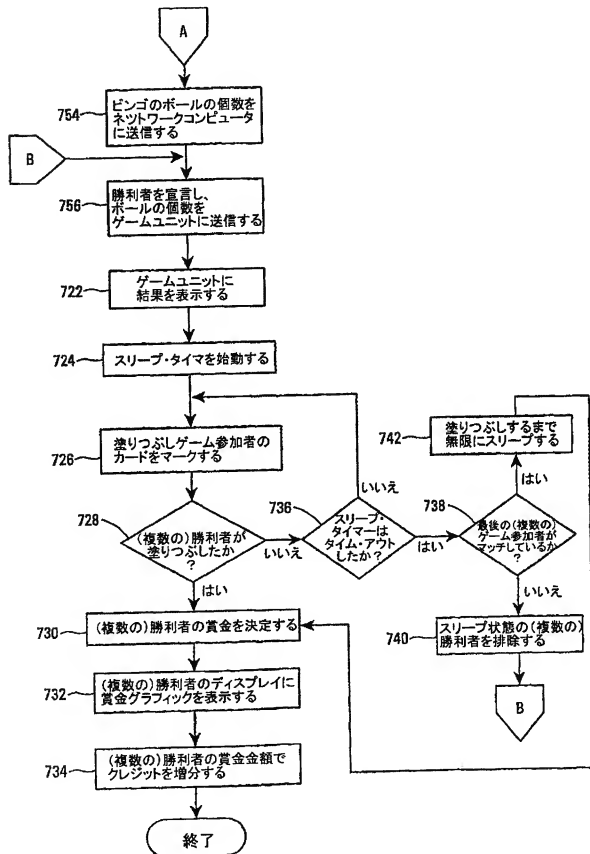 A
754
ビンゴのボールの個数を
ネットワークコンピュータ
に送信する
B
756
勝利者を宣言し、
ボールの個数を
ゲームユニットに送信する
722
ゲームユニットに
結果を表示する
724
スリープ・タイマを始動する
726
塗りつぶしゲーム参加者の
カードをマークする
728
(複数の)勝利者が
塗りつぶしたか
?
いいえ
はい
736
スリープ・
タイマーは
タイム・アウト
したか?
いいえ
はい
742
塗りつぶしするまで
無限にスリープする
はい
738
最後の(複数の)
ゲーム参加者が
マッチしているか
?
いいえ
740
スリープ状態の(複数の)
勝利者を排除する
B
730
(複数の)勝利者の賞金を決定する
732
(複数の)勝利者のディスプレイに
賞金グラフィックを表示する
734
(複数の)勝利者の賞金金額で
クレジットを増分する
終了